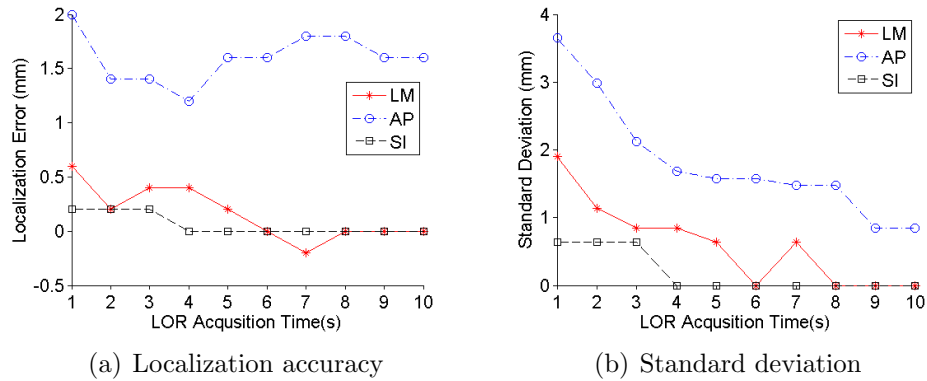 2
1.5
1
0.5
0
-0.5
Localization Error (mm)
LM
AP
SI
1 2 3 4 5 6 7 8 9 10
LOR Acqusition Time(s)
(a) Localization accuracy
4
3
2
1
0
Standard Deviation (mm)
LM
AP
SI
1 2 3 4 5 6 7 8 9 10
LOR Acqusition Time(s)
(b) Standard deviation